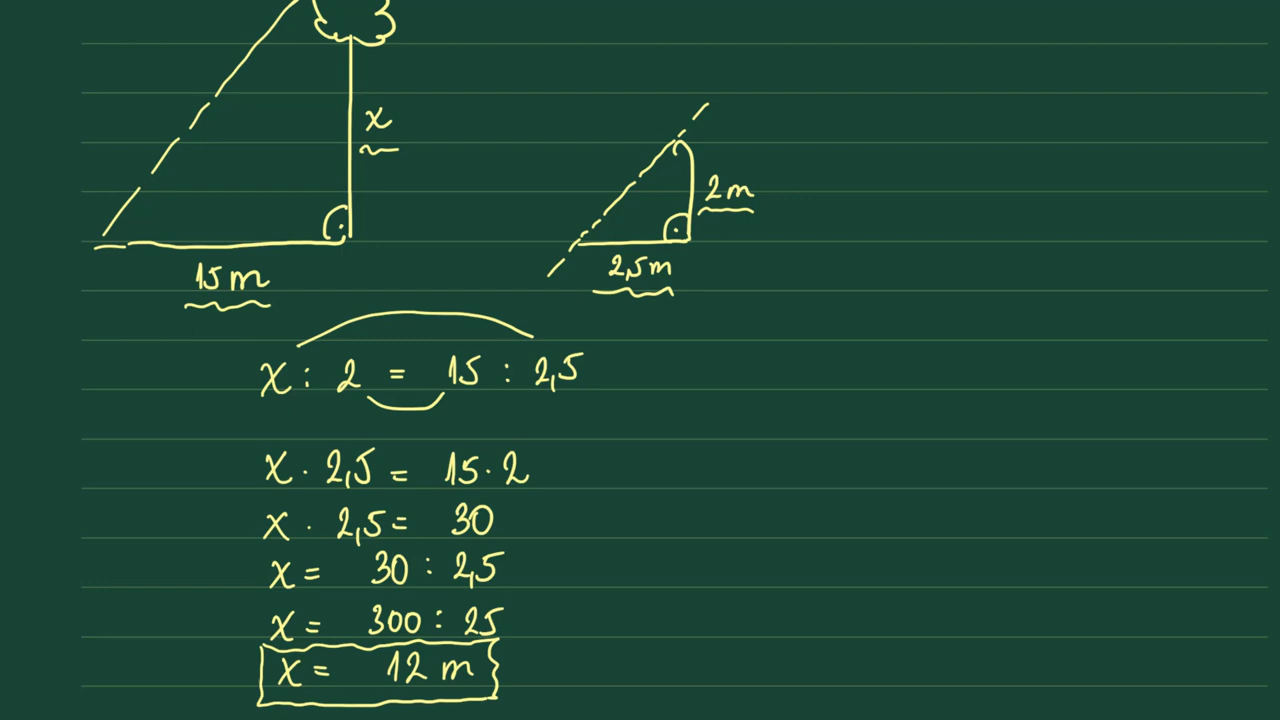 x
2m
15m
2,5m
x : 2 = 15 : 2,5
x · 2,5 = 15 · 2
x · 2,5 = 30
x = 30 : 2,5
x = 300 : 25
x = 12 m